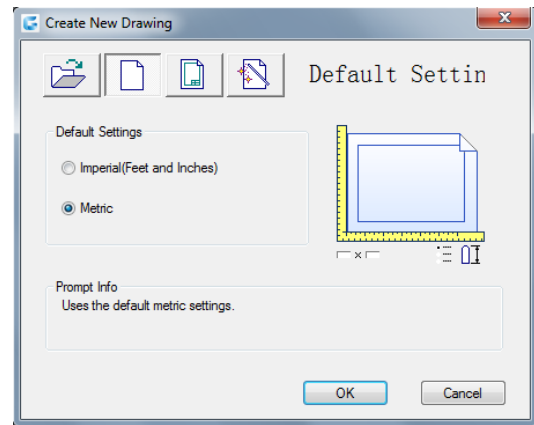 Create New Drawing
Default Settin
Default Settings
Imperial(Feet and Inches)
Metric
Prompt Info
Uses the default metric settings.
OK
Cancel